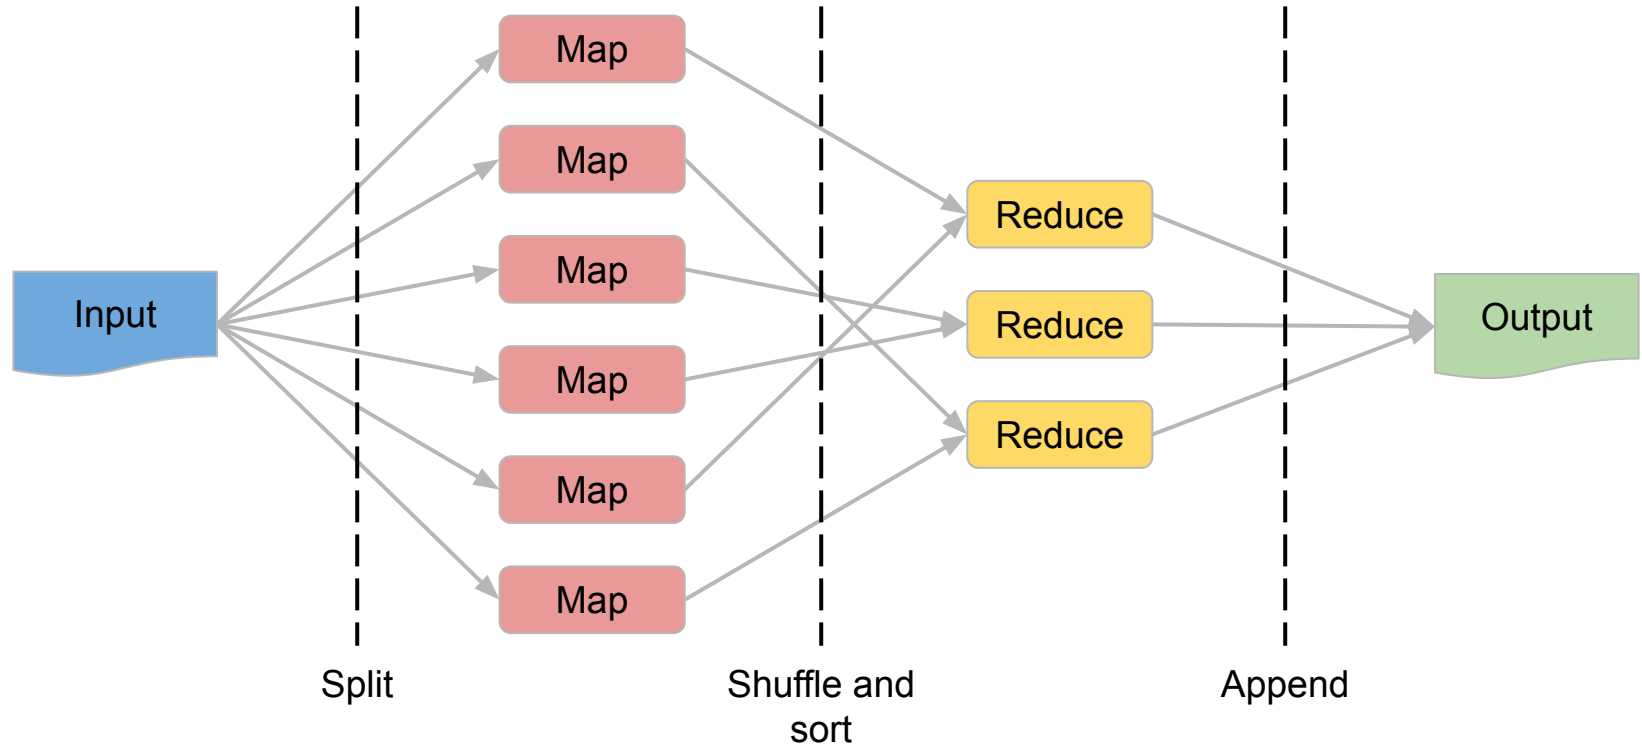 Input
Map
Map
Map
Map
Map
Map
Reduce
Reduce
Reduce
Output
Split
Shuffle and
sort
Append